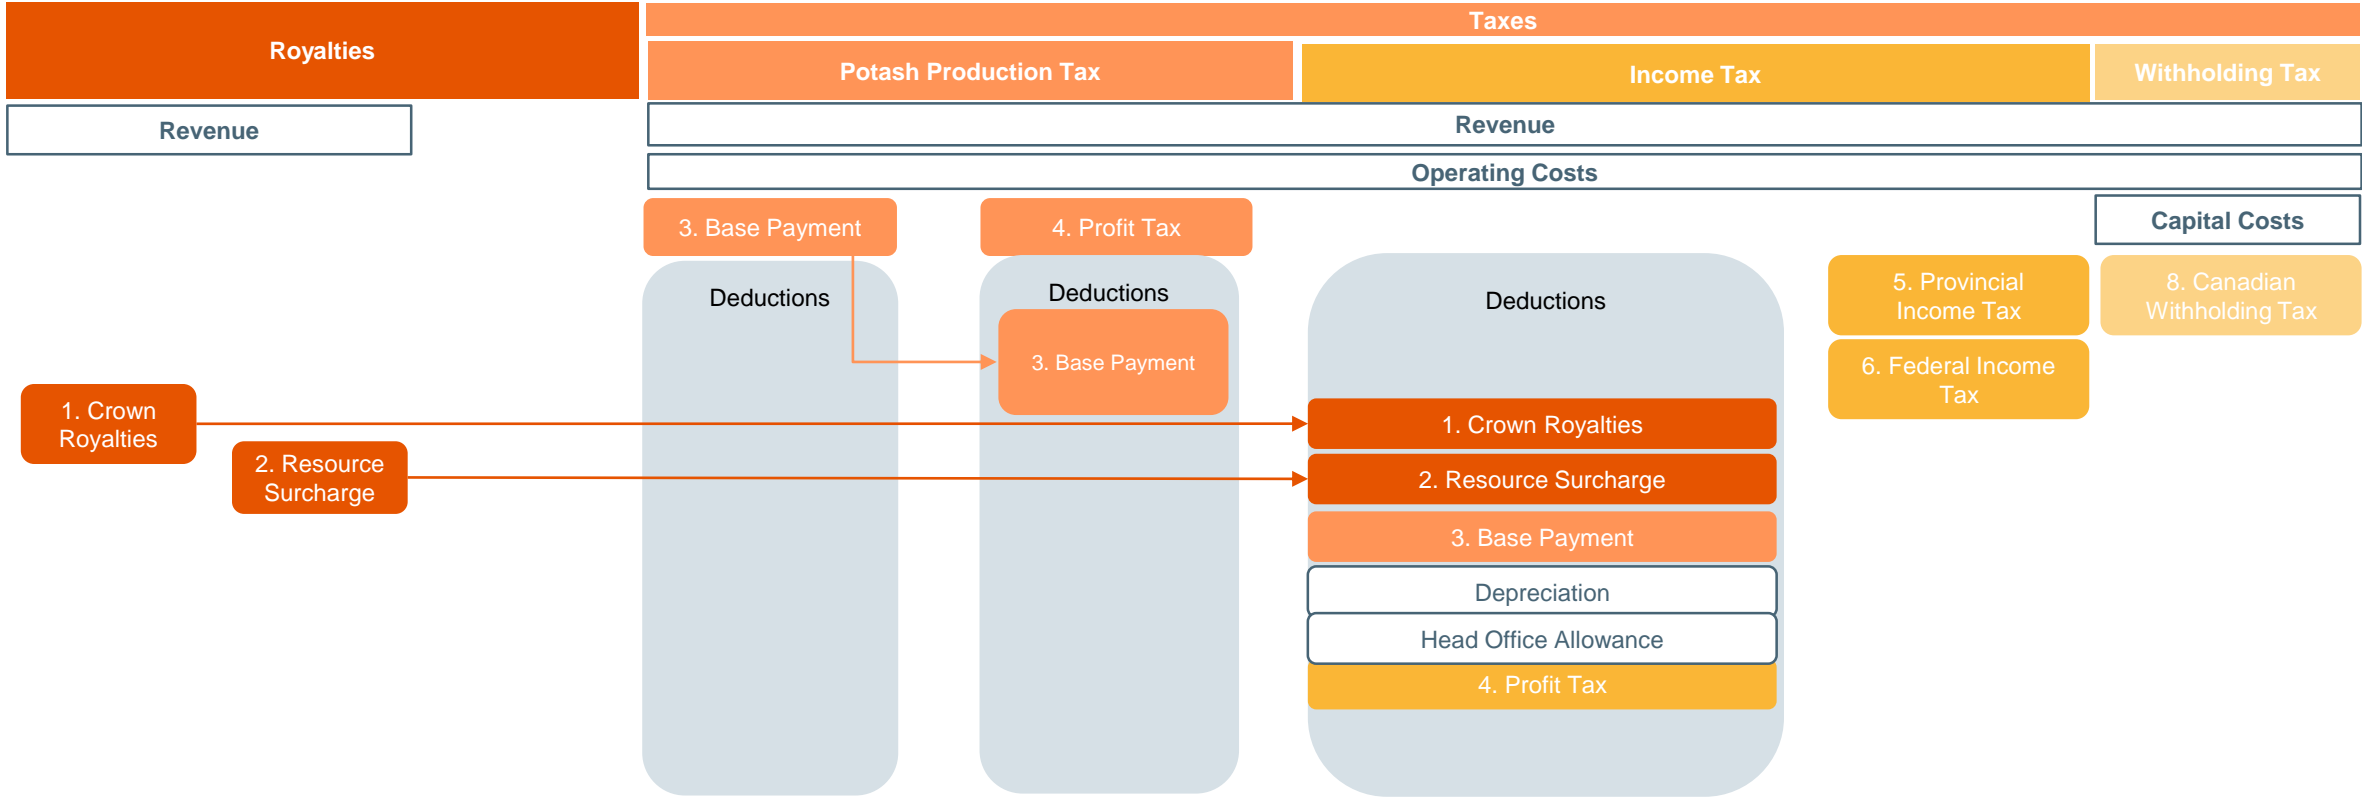 Royalties
Taxes
Potash Production Tax
Income Tax
Withholding Tax
Revenue
Revenue
Operating Costs
Capital Costs
3. Base Payment
4. Profit Tax
Deductions
Deductions
3. Base Payment
Deductions
5. Provincial
Income Tax
8. Canadian
Withholding Tax
6. Federal Income
Tax
1. Crown
Royalties
2. Resource
Surcharge
1. Crown Royalties
2. Resource Surcharge
3. Base Payment
Depreciation
Head Office Allowance
4. Profit Tax